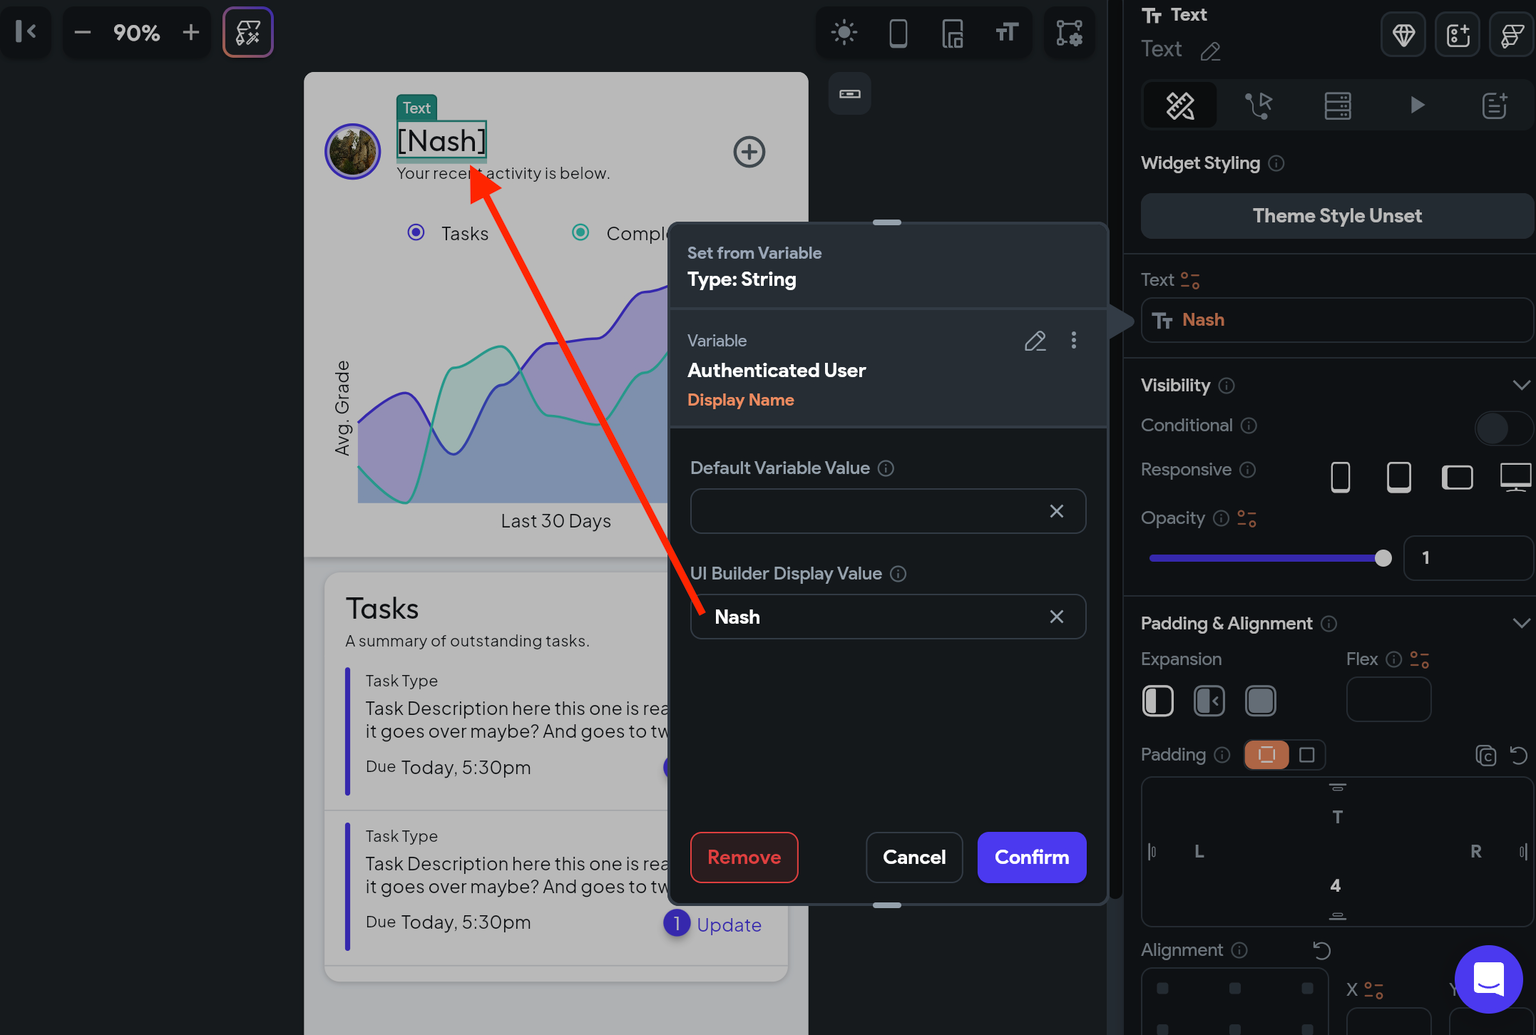 90%
Text
Text
Text
[Nash]
Your recent activity is below.
Tasks
Avg. Grade
Last 30 Days
Tasks
A summary of outstanding tasks.
Task Type
Task Description here this one is
it goes over maybe? And goes to
Due Today, 5:30pm
Task Type
Task Description here this one is
it goes over maybe? And goes to
Due Today, 5:30pm
1 Update
Set from Variable
Type: String
Variable
Authenticated User
Display Name
Default Variable Value
UI Builder Display Value
Nash
Remove
Cancel
Confirm
Widget Styling
Theme Style Unset
Text
Nash
Visibility
Conditional
Responsive
Opacity
1
Padding & Alignment
Expansion
Flex
Padding
T
L
R
4
Alignment
X
Y